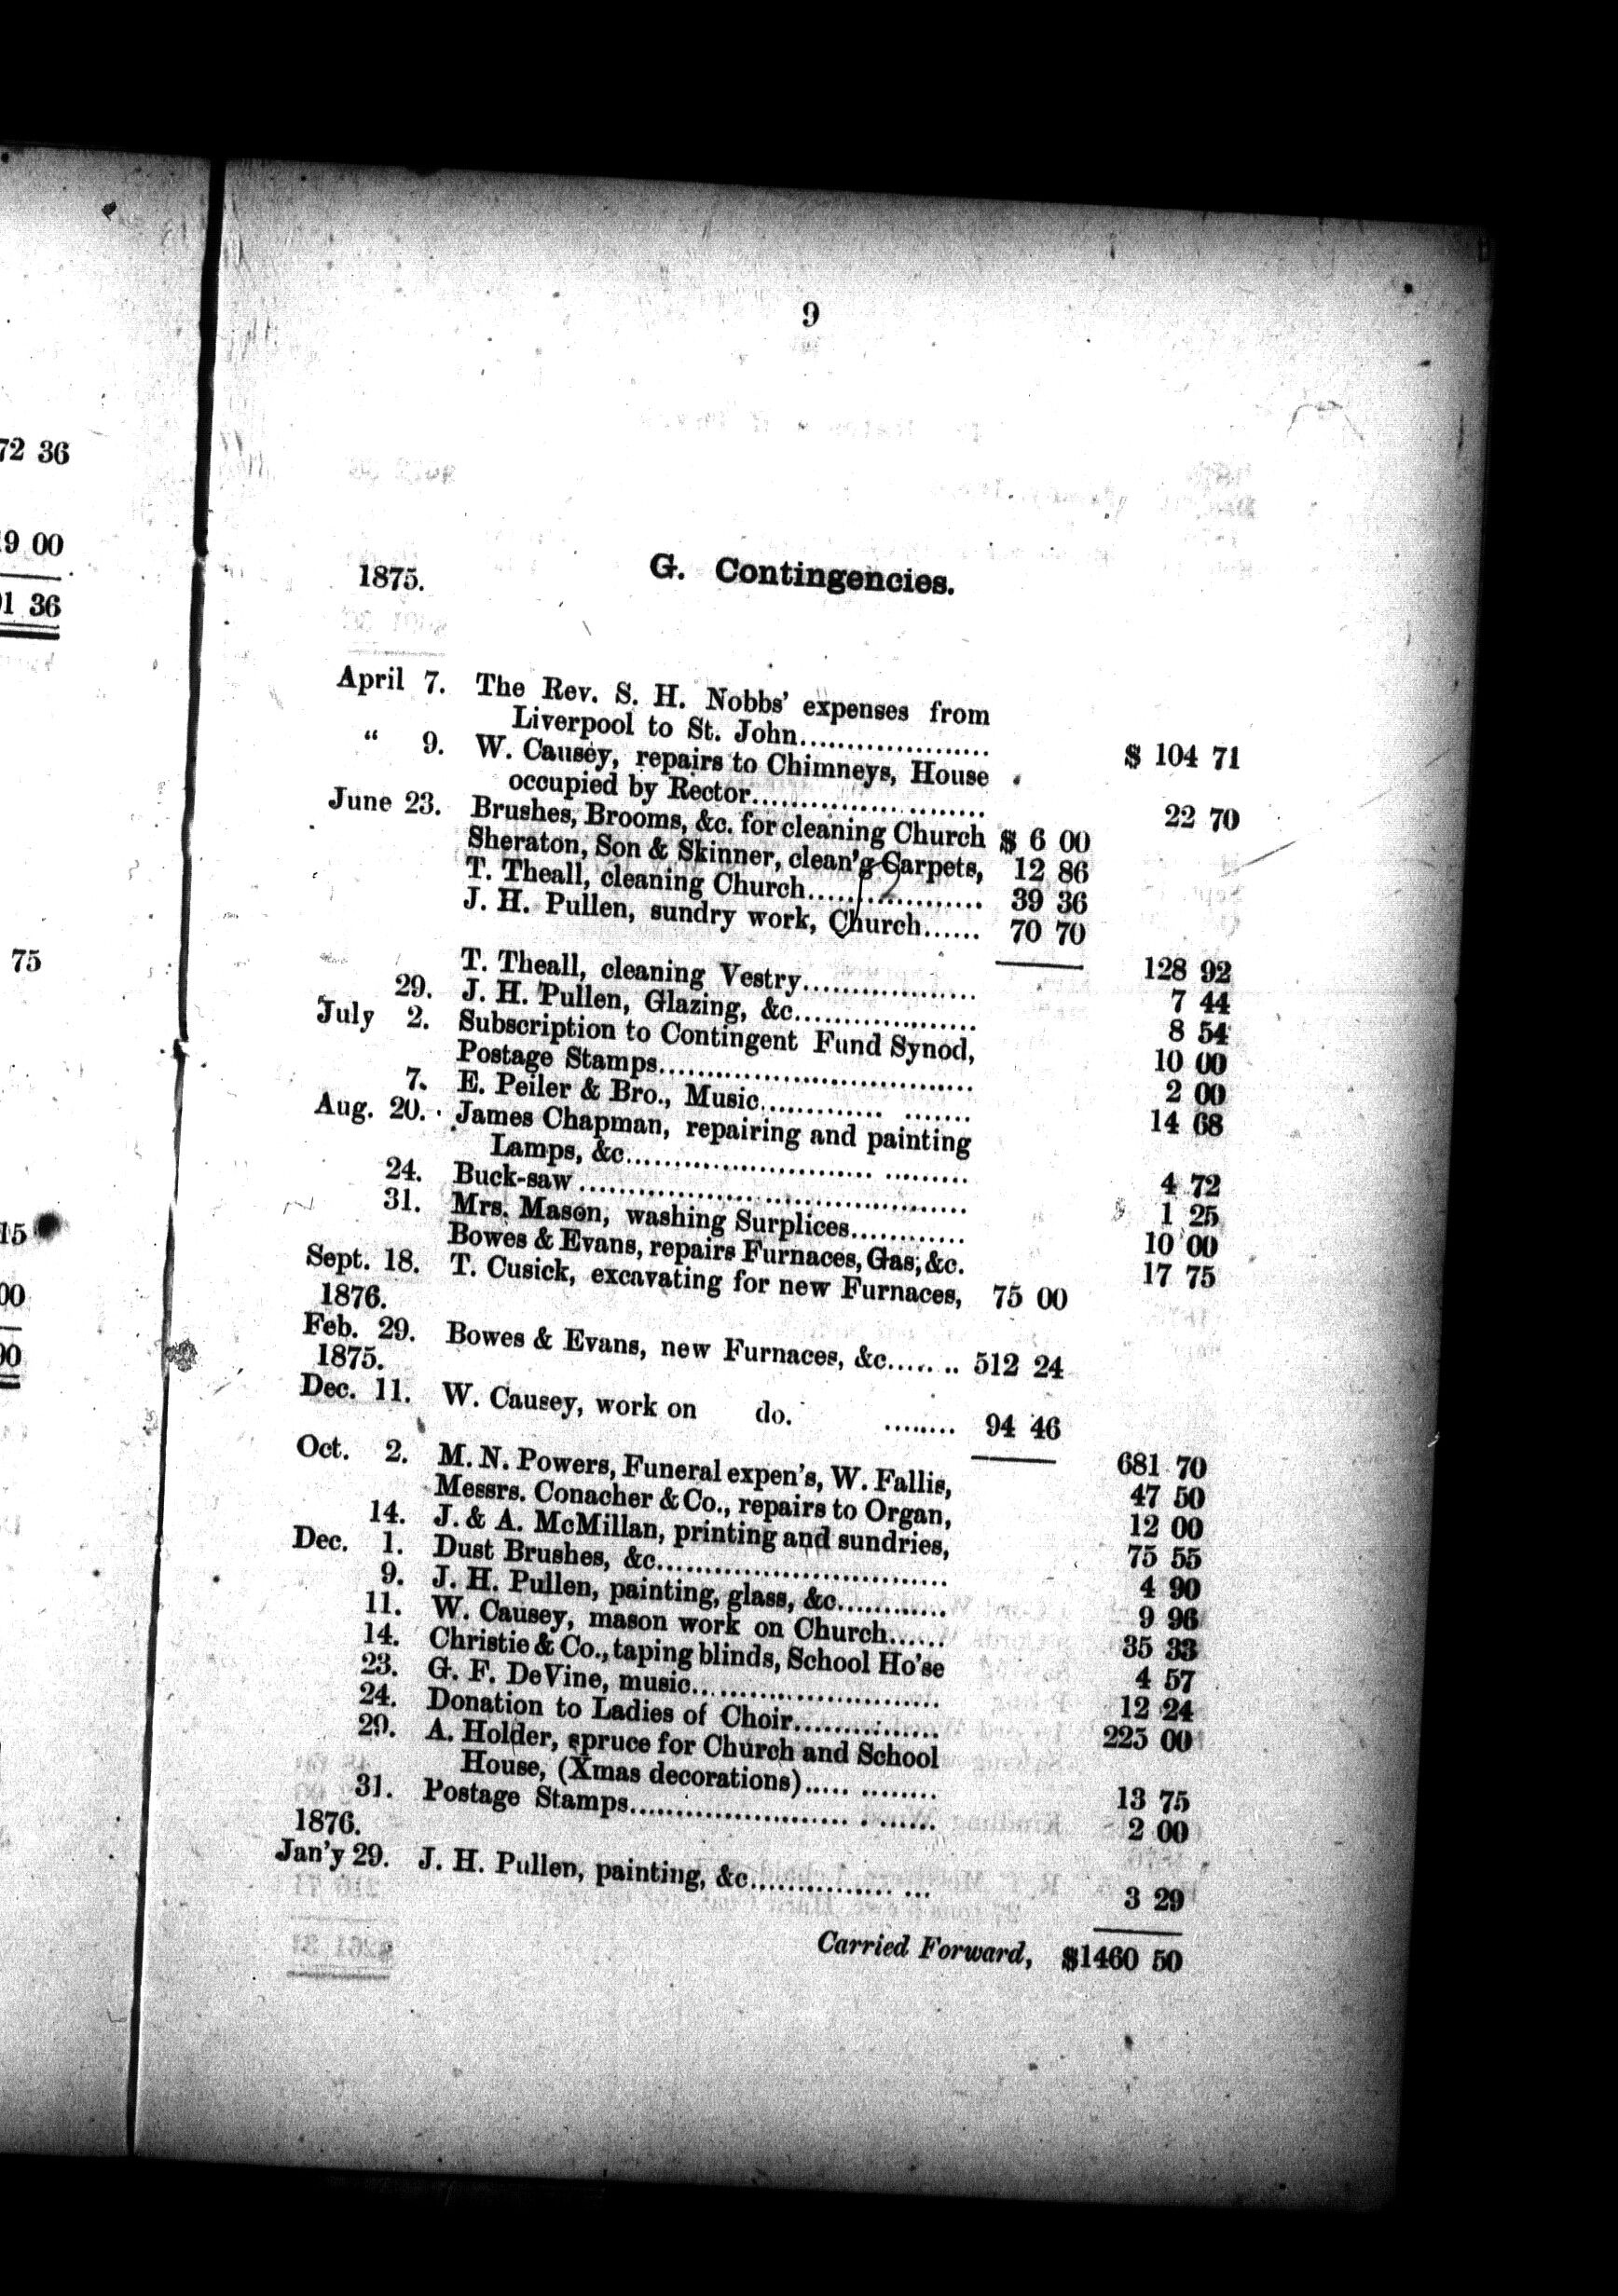 72 36
9 00
1 36
75
15
00
00
9
G. Contingencies.
1875.
April 7. The Rev. S. H. Nobbs' expenses from
Liverpool to St. John.................... $ 104 71
“ 9. W. Causey, repairs to Chimneys, House
occupied by Rector........................ 22 70
June 23. Brushes, Brooms, &c. for cleaning Church $ 6 00
Sheraton, Son & Skinner, clean'g Carpets, 12 86
T. Theall, cleaning Church.................. 39 36
J. H. Pullen, sundry work, Church...... 70 70
128 92
T. Theall, cleaning Vestry.................. 7 44
29. J. H. Pullen, Glazing, &c................... 8 54
July 2. Subscription to Contingent Fund Synod, 10 00
Postage Stamps................................. 2 00
7. E. Peiler & Bro., Music.................... 14 68
Aug. 20. James Chapman, repairing and painting
Lamps, &c................................... 4 72
24. Buck-saw........................................ 1 25
31. Mrs. Mason, washing Surplices............ 10 00
Bowes & Evans, repairs Furnaces, Gas, &c. 17 75
Sept. 18. T. Cusick, excavating for new Furnaces, 75 00
1876.
Feb. 29. Bowes & Evans, new Furnaces, &c....... 512 24
1875.
Dec. 11. W. Causey, work on do. ........ 94 46
681 70
Oct. 2. M. N. Powers, Funeral expen's, W. Fallis, 47 50
Messrs. Conacher & Co., repairs to Organ, 12 00
14. J. & A. McMillan, printing and sundries, 75 55
Dec. 1. Dust Brushes, &c.............................. 4 90
9. J. H. Pullen, painting, glass, &c........... 9 96
11. W. Causey, mason work on Church...... 35 33
14. Christie & Co., taping blinds, School Ho'se 4 57
23. G. F. DeVine, music.......................... 12 24
24. Donation to Ladies of Choir............... 225 00
29. A. Holder, spruce for Church and School
House, (Xmas decorations).............. 13 75
31. Postage Stamps................................ 2 00
1876.
Jan'y 29. J. H. Pullen, painting, &c.................. 3 29
Carried Forward, $1460 50